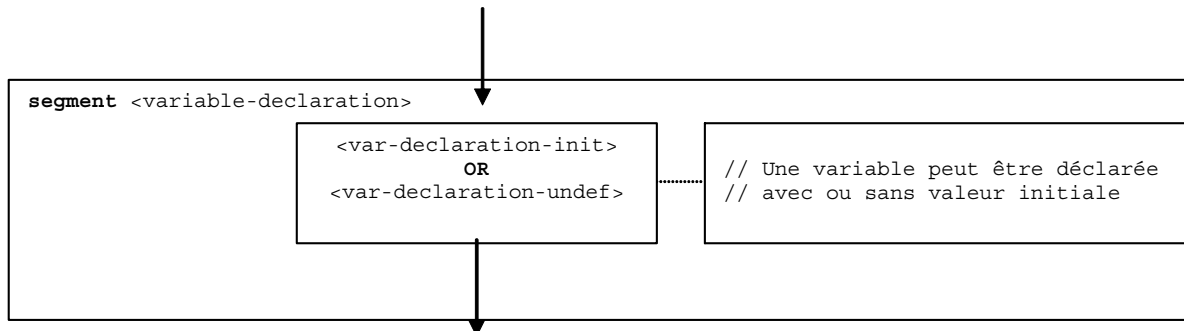 segment <variable-declaration>
<var-declaration-init>
OR
<var-declaration-undef>
// Une variable peut être déclarée
// avec ou sans valeur initiale